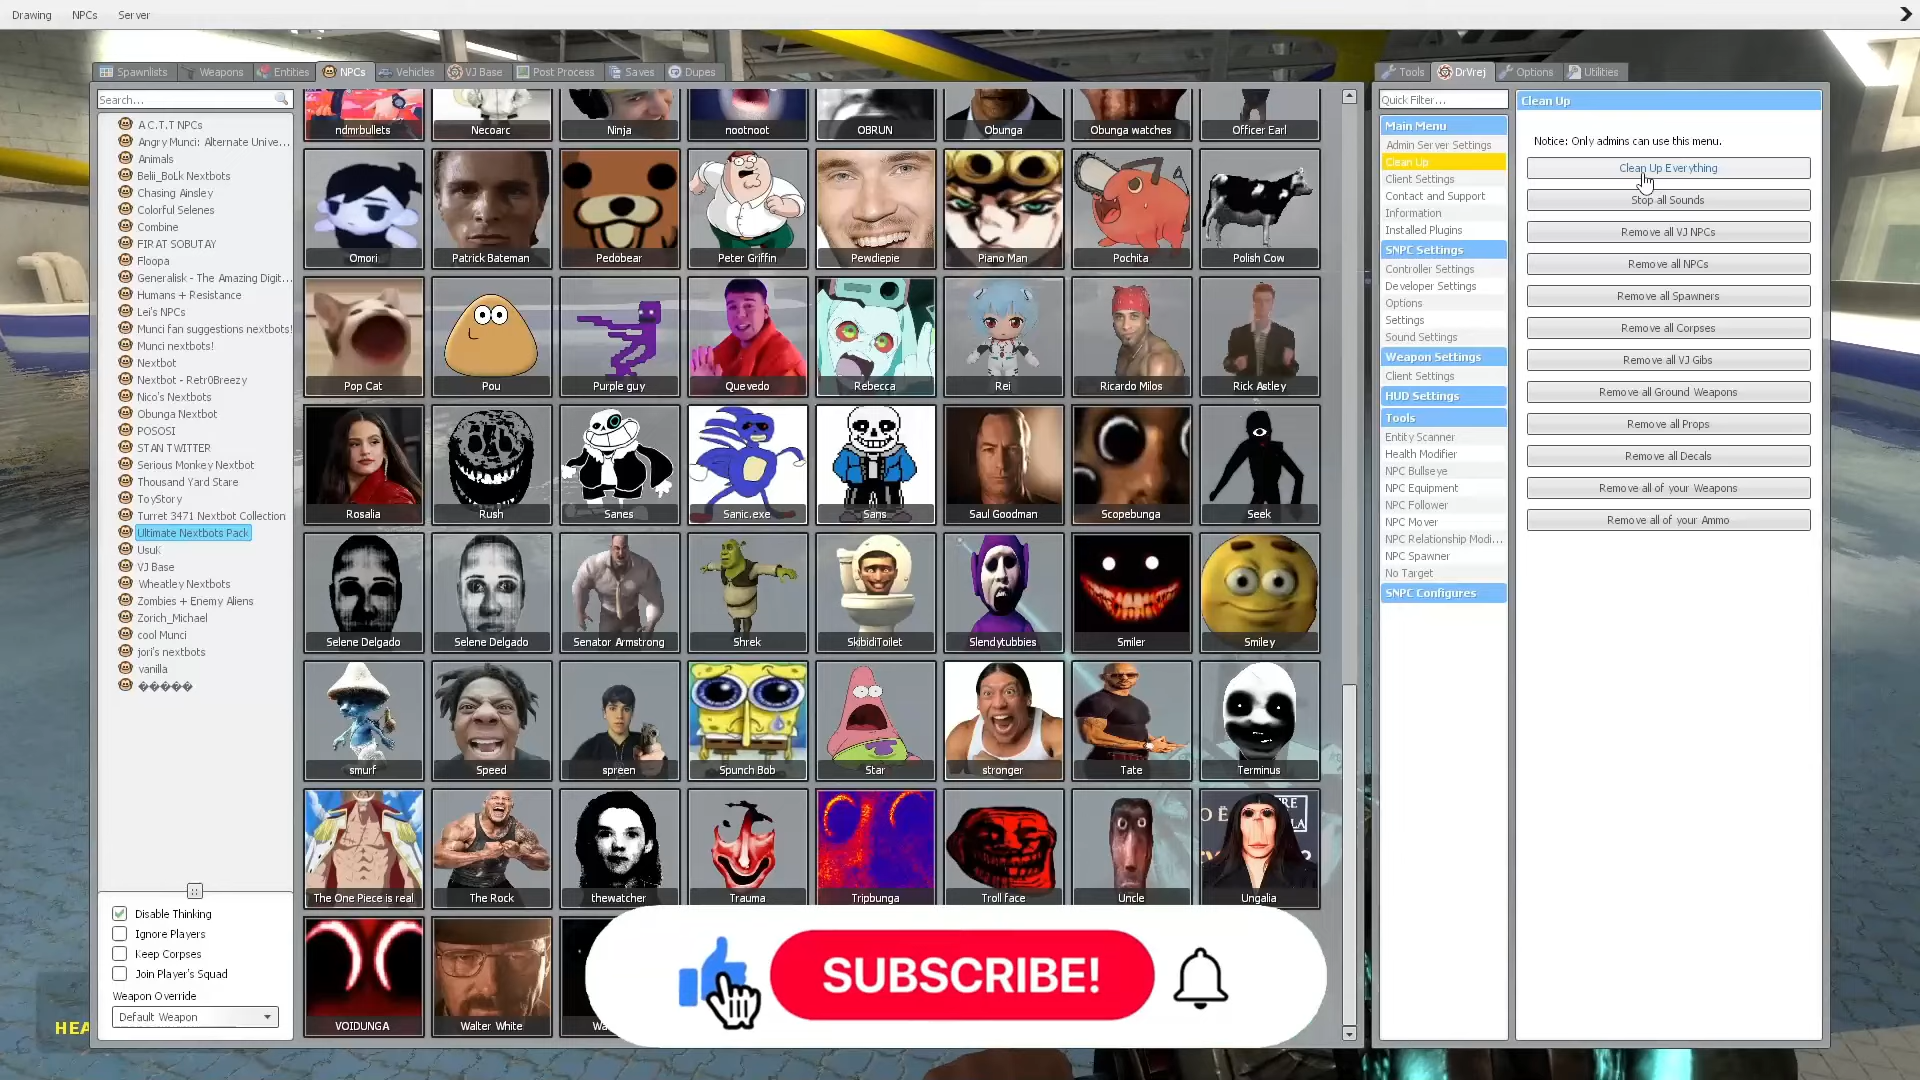 Drawing NPCs Server
Spawnlists Weapons Entities NPCs Vehicles VJ Base Post Process Saves Dupes
Tools DrVrej Options Utilities
Search...
A.C.T.T NPCs
Angry Munci: Alternate Unive...
Animals
Belii_BoLk Nextbots
Chasing Ainsley
Colorful Selenes
Combine
FIRAT SOBUTAY
Floopa
Generalisk - The Amazing Digit...
Humans + Resistance
Lei's NPCs
Munci fan suggestions nextbots!
Munci nextbots!
Nextbot
Nextbot - Retr0Breezy
Nico's Nextbots
Obunga Nextbot
POSOSI
STAN TWITTER
Serious Monkey Nextbot
Thousand Yard Stare
ToyStory
Turret 3471 Nextbot Collection
Ultimate Nextbots Pack
UsuK
VJ Base
Wheatley Nextbots
Zombies + Enemy Aliens
Zorich_Michael
cool Munci
jori's nextbots
vanilla
�����
Disable Thinking
Ignore Players
Keep Corpses
Join Player's Squad
Weapon Override
Default Weapon
HEA
ndmrbullets Necoarc Ninja nootnoot OBRUN Obunga Obunga watches Officer Earl
Omori Patrick Bateman Pedobear Peter Griffin Pewdiepie Piano Man Pochita Polish Cow
Pop Cat Pou Purple guy Quevedo Rebecca Rei Ricardo Milos Rick Astley
Rosalia Rush Sanes Sanic.exe Sans Saul Goodman Scopebunga Seek
Selene Delgado Selene Delgado Senator Armstrong Shrek SkibidiToilet Slendytubbies Smiler Smiley
smurf Speed spreen Spunch Bob Star stronger Tate Terminus
The One Piece is real The Rock thewatcher Trauma Tripbunga Troll face Uncle Ungalia
VOIDUNGA Walter White Wa
SUBSCRIBE!
Quick Filter...
Main Menu
Admin Server Settings
Clean Up
Client Settings
Contact and Support
Information
Installed Plugins
SNPC Settings
Controller Settings
Developer Settings
Options
Settings
Sound Settings
Weapon Settings
Client Settings
HUD Settings
Tools
Entity Scanner
Health Modifier
NPC Bullseye
NPC Equipment
NPC Follower
NPC Mover
NPC Relationship Modi...
NPC Spawner
No Target
SNPC Configures
Clean Up
Notice: Only admins can use this menu.
Clean Up Everything
Stop all Sounds
Remove all VJ NPCs
Remove all NPCs
Remove all Spawners
Remove all Corpses
Remove all VJ Gibs
Remove all Ground Weapons
Remove all Props
Remove all Decals
Remove all of your Weapons
Remove all of your Ammo